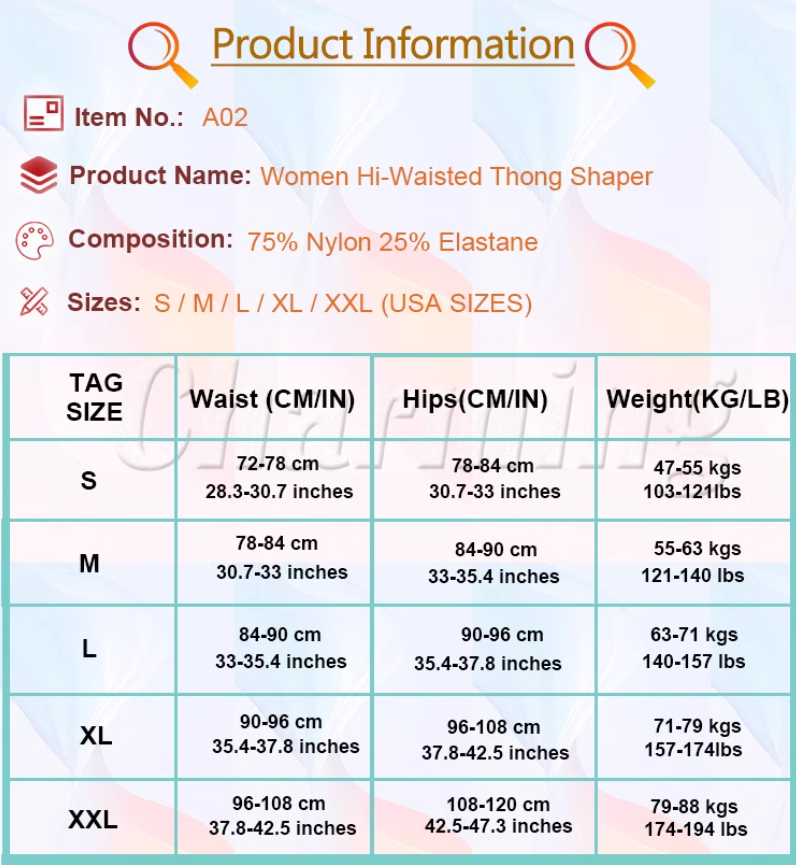 Product Information
Item No.: A02
Product Name: Women Hi-Waisted Thong Shaper
Composition: 75% Nylon 25% Elastane
Sizes: S / M / L / XL / XXL (USA SIZES)
Charming
TAG SIZE Waist (CM/IN) Hips(CM/IN) Weight(KG/LB)
S 72-78 cm 28.3-30.7 inches 78-84 cm 30.7-33 inches 47-55 kgs 103-121lbs
M 78-84 cm 30.7-33 inches 84-90 cm 33-35.4 inches 55-63 kgs 121-140 lbs
L 84-90 cm 33-35.4 inches 90-96 cm 35.4-37.8 inches 63-71 kgs 140-157 lbs
XL 90-96 cm 35.4-37.8 inches 96-108 cm 37.8-42.5 inches 71-79 kgs 157-174lbs
XXL 96-108 cm 37.8-42.5 inches 108-120 cm 42.5-47.3 inches 79-88 kgs 174-194 lbs